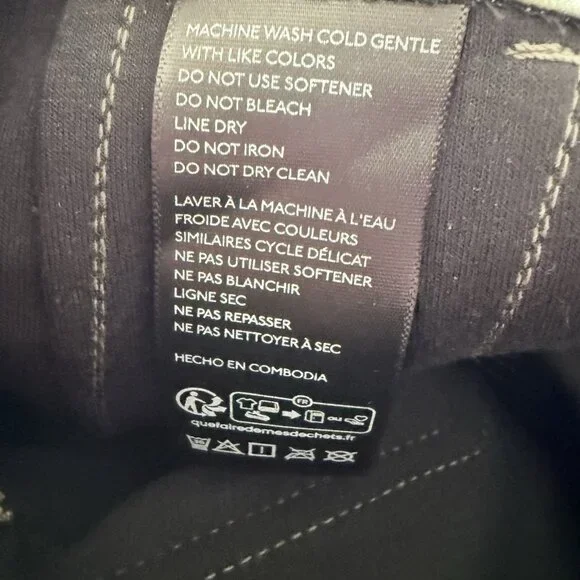 MACHINE WASH COLD GENTLE
WITH LIKE COLORS
DO NOT USE SOFTENER
DO NOT BLEACH
LINE DRY
DO NOT IRON
DO NOT DRY CLEAN
LAVER À LA MACHINE À L'EAU
FROIDE AVEC COULEURS
SIMILAIRES CYCLE DÉLICAT
NE PAS UTILISER SOFTENER
NE PAS BLANCHIR
LIGNE SEC
NE PAS REPASSER
NE PAS NETTOYER À SEC
HECHO EN COMBODIA
FR
ou
quefairedemesdechets.fr